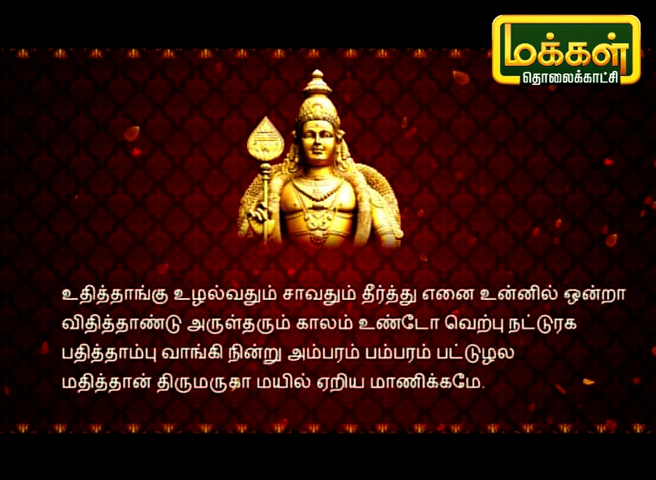 மக்கள்
தொலைக்காட்சி
உதித்தாங்கு உழல்வதும் சாவதும் தீர்த்து எனை உன்னில் ஒன்றா
விதித்தாண்டு அருள்தரும் காலம் உண்டோ வெற்பு நட்டுரக
பதித்தாம்பு வாங்கி நின்று அம்பரம் பம்பரம் பட்டுழல
மதித்தான் திருமருகா மயில் ஏறிய மாணிக்கமே.